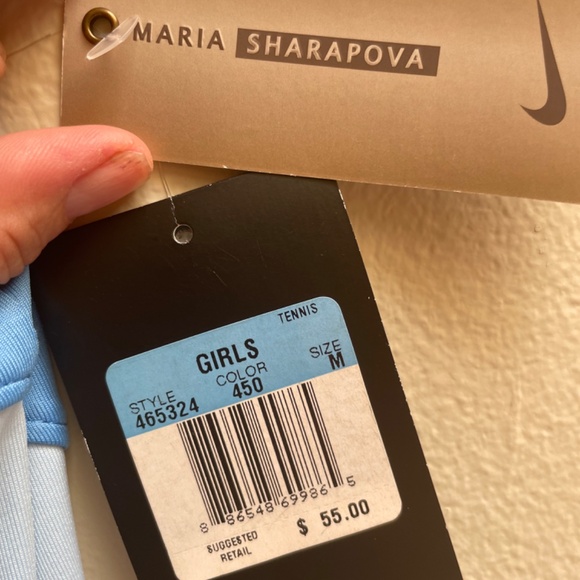 MARIA SHARAPOVA
TENNIS
GIRLS
STYLE COLOR SIZE
465324 450 M
8 86548 69986 5
SUGGESTED
RETAIL
$ 55.00